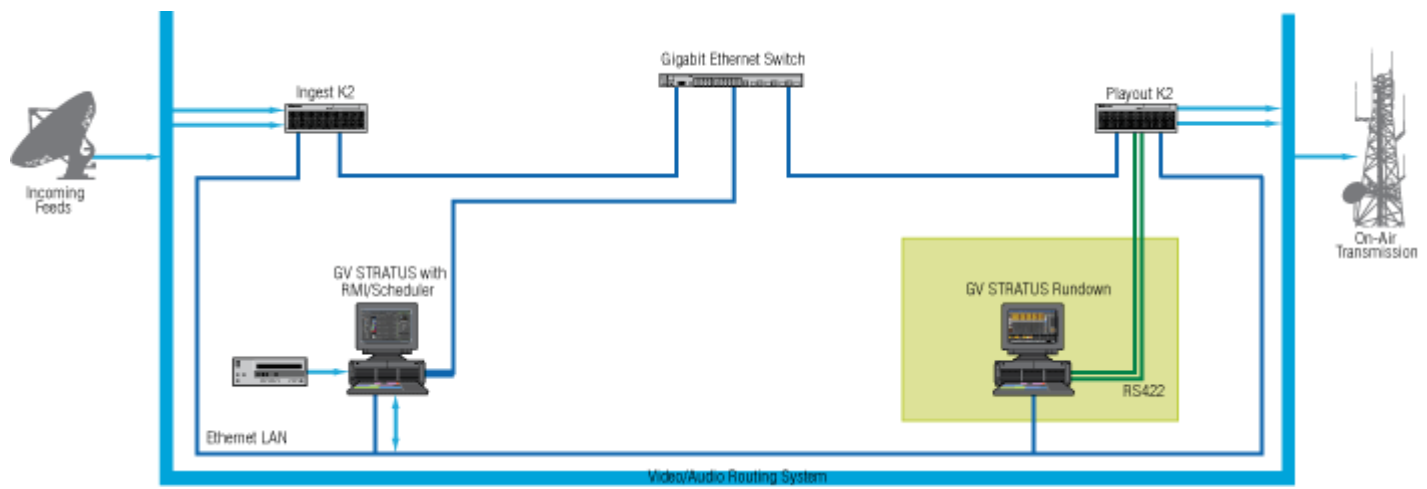 Gigabit Ethernet Switch
Ingest K2
Playout K2
Incoming
Feeds
On-Air
Transmission
GV STRATUS with
RMI/Scheduler
GV STRATUS Rundown
RS422
Ethernet LAN
Video/Audio Routing System